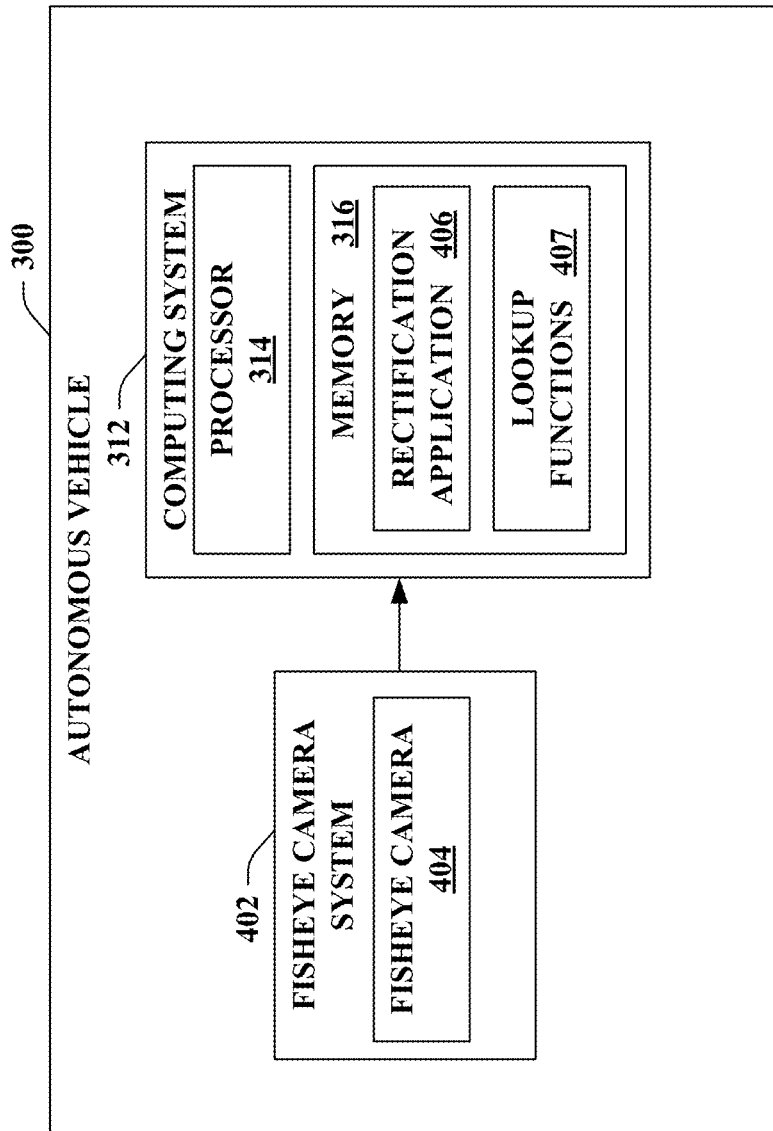 300
AUTONOMOUS VEHICLE
402
FISHEYE CAMERA
SYSTEM
FISHEYE CAMERA
404
312
COMPUTING SYSTEM
PROCESSOR
314
MEMORY 316
RECTIFICATION
APPLICATION 406
LOOKUP
FUNCTIONS 407